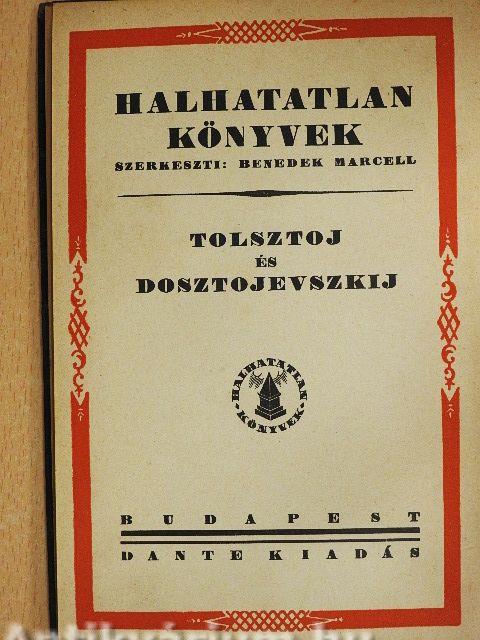 HALHATATLAN
KÖNYVEK
SZERKESZTI: BENEDEK MARCELL
TOLSZTOJ
ÉS
DOSZTOJEVSZKIJ
HALHATATLAN
KÖNYVEK
BUDAPEST
DANTE KIADÁS